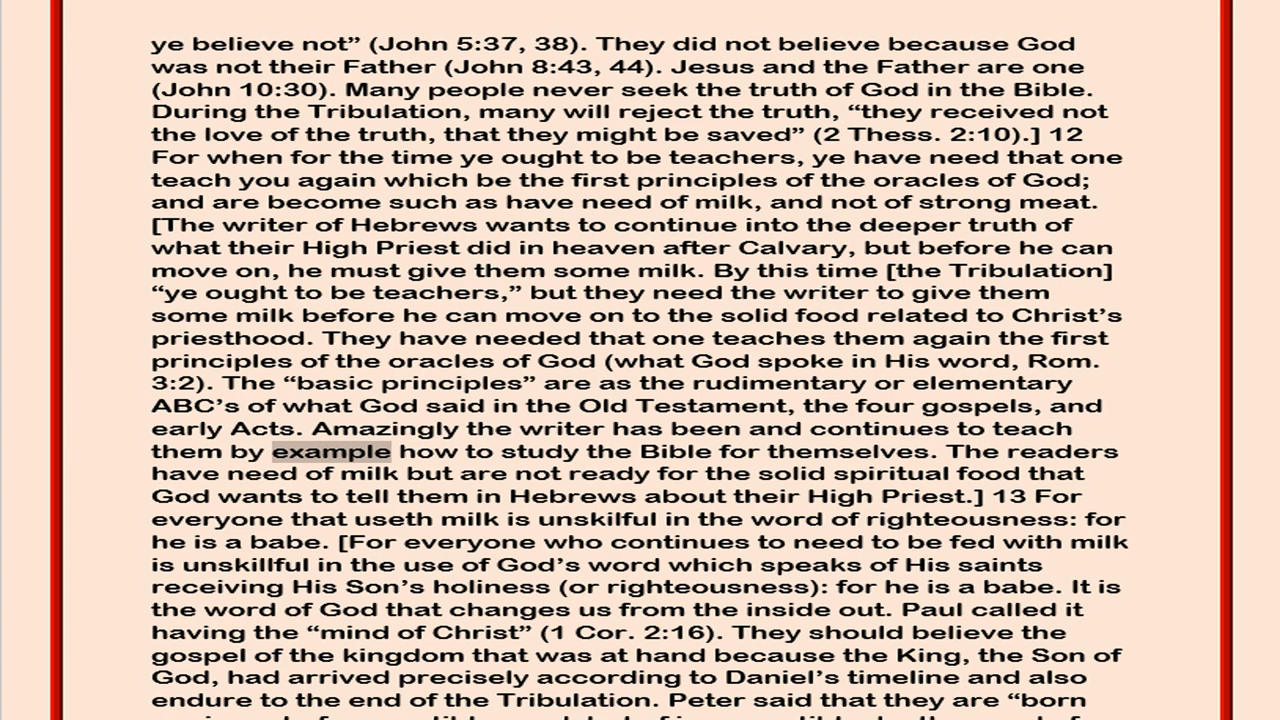 ye believe not” (John 5:37, 38). They did not believe because God
was not their Father (John 8:43, 44). Jesus and the Father are one
(John 10:30). Many people never seek the truth of God in the Bible.
During the Tribulation, many will reject the truth, “they received not
the love of the truth, that they might be saved” (2 Thess. 2:10).] 12
For when for the time ye ought to be teachers, ye have need that one
teach you again which be the first principles of the oracles of God;
and are become such as have need of milk, and not of strong meat.
[The writer of Hebrews wants to continue into the deeper truth of
what their High Priest did in heaven after Calvary, but before he can
move on, he must give them some milk. By this time [the Tribulation]
“ye ought to be teachers,” but they need the writer to give them
some milk before he can move on to the solid food related to Christ’s
priesthood. They have needed that one teaches them again the first
principles of the oracles of God (what God spoke in His word, Rom.
3:2). The “basic principles” are as the rudimentary or elementary
ABC’s of what God said in the Old Testament, the four gospels, and
early Acts. Amazingly the writer has been and continues to teach
them by example how to study the Bible for themselves. The readers
have need of milk but are not ready for the solid spiritual food that
God wants to tell them in Hebrews about their High Priest.] 13 For
everyone that useth milk is unskilful in the word of righteousness: for
he is a babe. [For everyone who continues to need to be fed with milk
is unskillful in the use of God’s word which speaks of His saints
receiving His Son’s holiness (or righteousness): for he is a babe. It is
the word of God that changes us from the inside out. Paul called it
having the “mind of Christ” (1 Cor. 2:16). They should believe the
gospel of the kingdom that was at hand because the King, the Son of
God, had arrived precisely according to Daniel’s timeline and also
endure to the end of the Tribulation. Peter said that they are “born